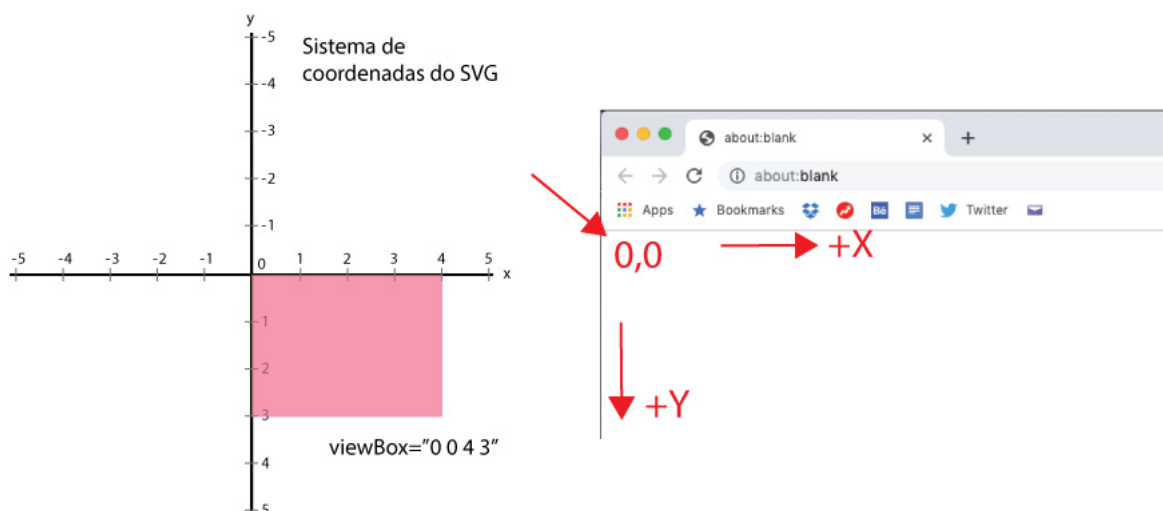 y
-5
Sistema de
coordenadas do SVG
-4
-3
-2
-1
-5 -4 -3 -2 -1 0 1 2 3 4 5 x
1
2
3
viewBox="0 0 4 3"
4
5
about:blank
about:blank
Apps Bookmarks Bē Twitter
0,0 +X
+Y